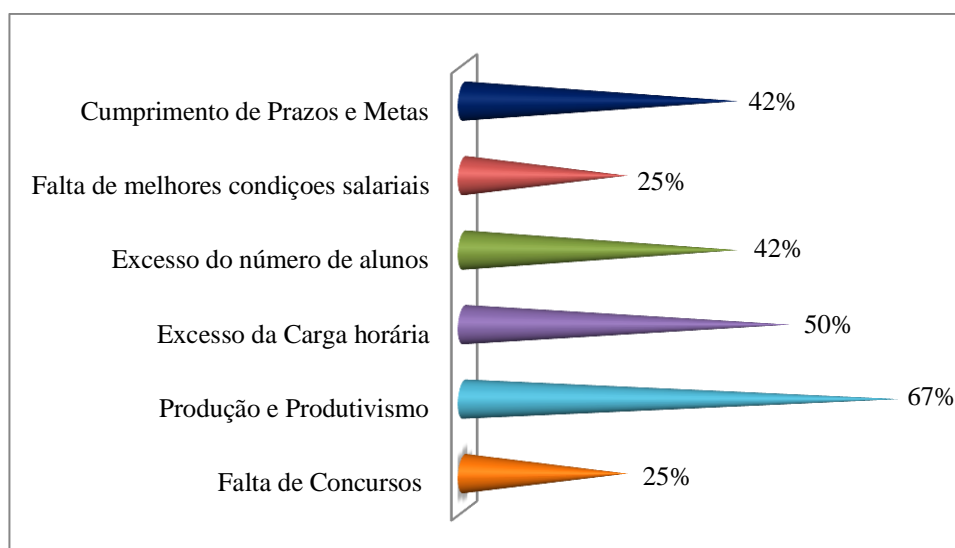 Cumprimento de Prazos e Metas 42%
Falta de melhores condiçoes salariais 25%
Excesso do número de alunos 42%
Excesso da Carga horária 50%
Produção e Produtivismo 67%
Falta de Concursos 25%